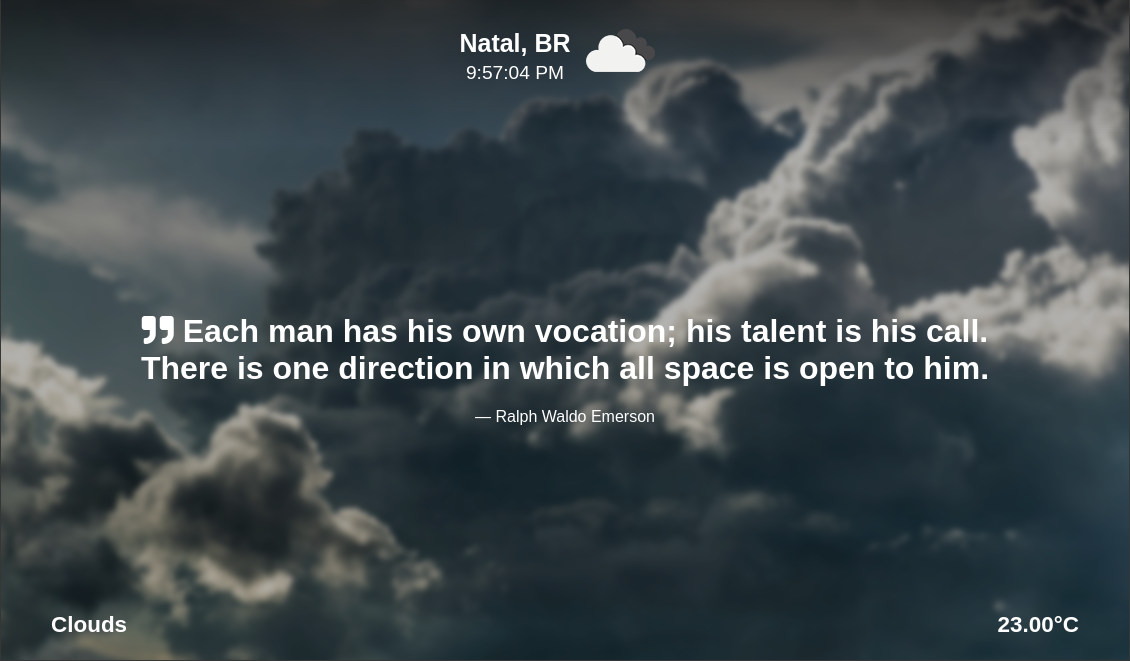 Natal, BR
9:57:04 PM
Each man has his own vocation; his talent is his call.
There is one direction in which all space is open to him.
— Ralph Waldo Emerson
Clouds
23.00°C